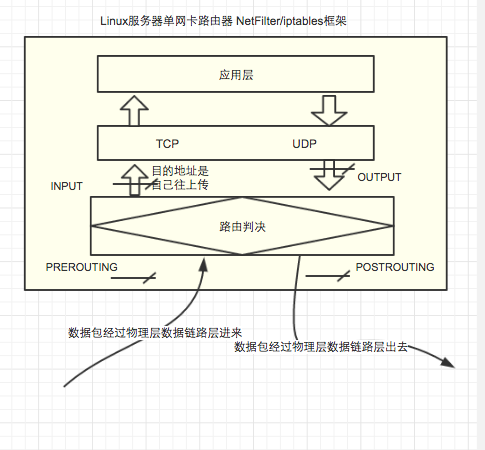 Linux服务器单网卡路由器 NetFilter/iptables框架
应用层
TCP
UDP
目的地址是
自己往上传
INPUT
OUTPUT
路由判决
PREROUTING
POSTROUTING
数据包经过物理层数据链路层进来
数据包经过物理层数据链路层出去